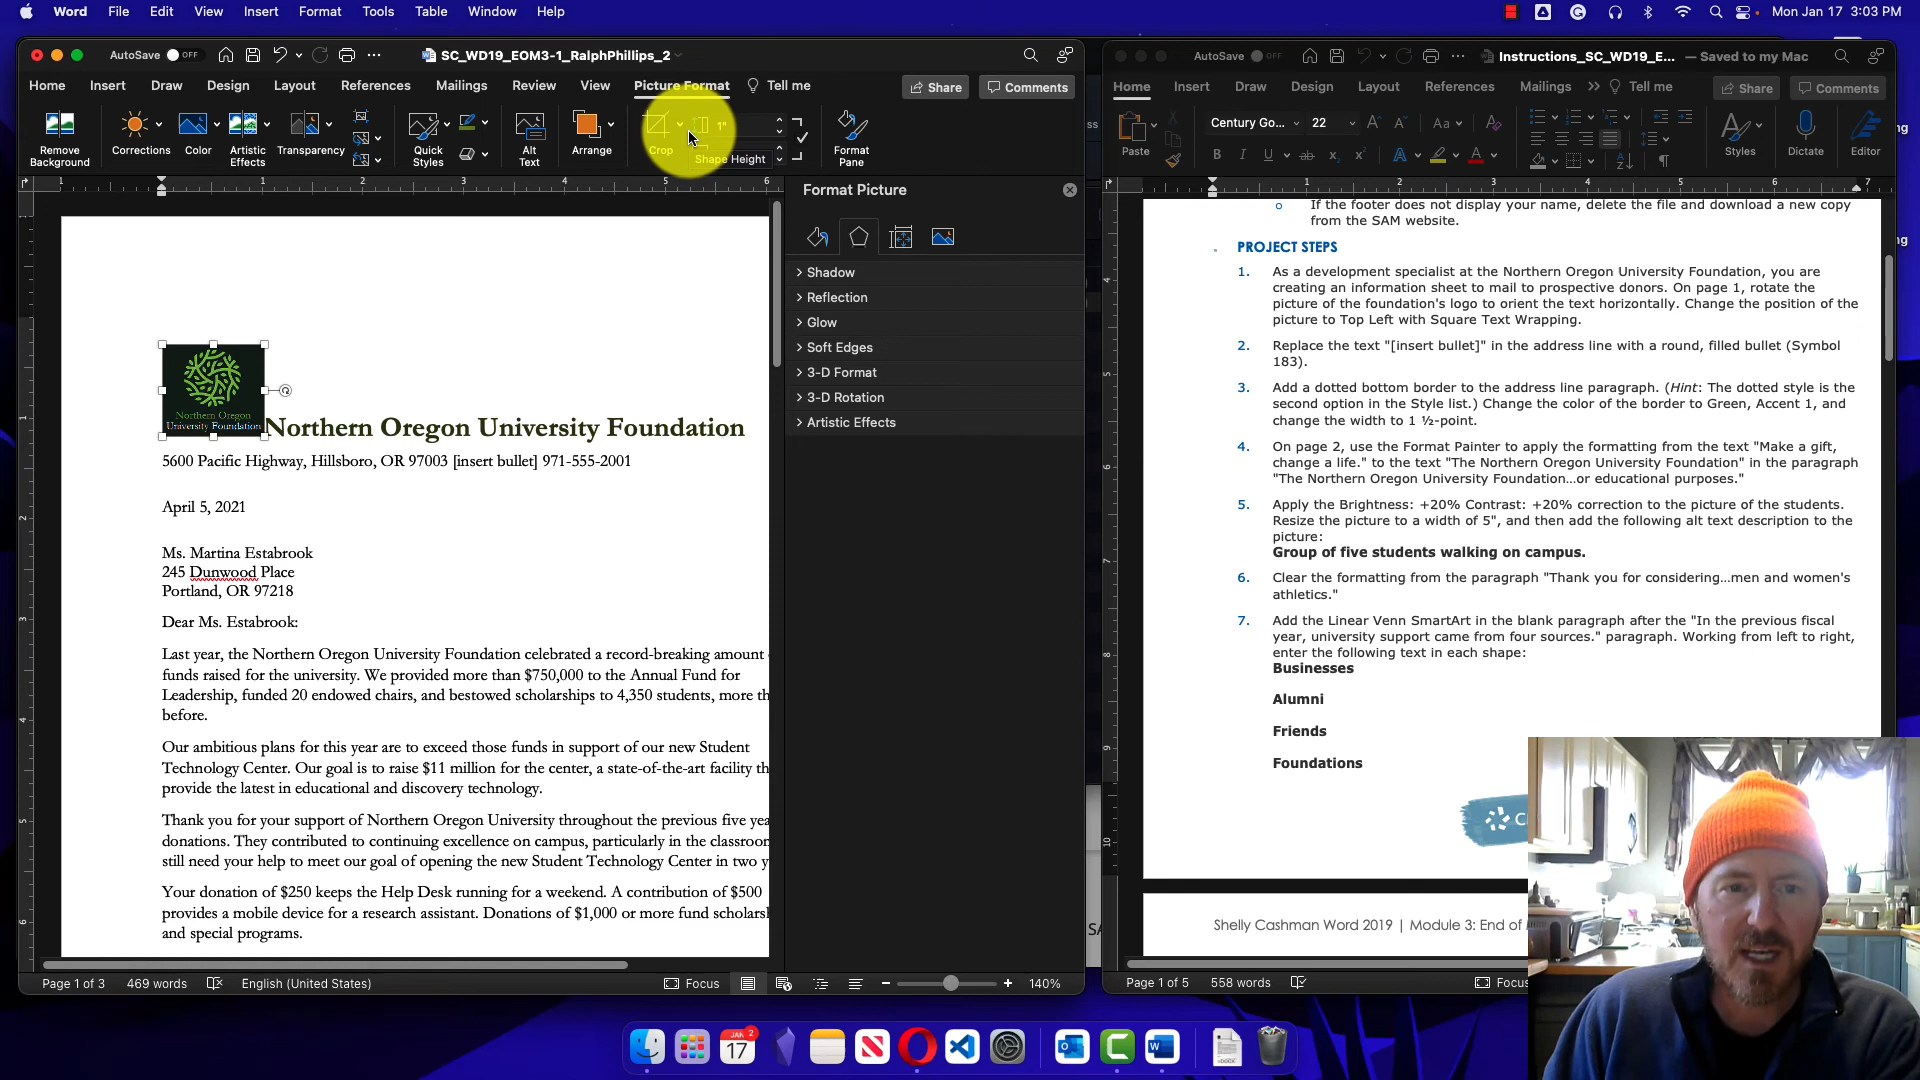 Word File Edit View Insert Format Tools Table Window Help
Mon Jan 17 3:03 PM
AutoSave OFF
SC_WD19_EOM3-1_RalphPhillips_2
Home Insert Draw Design Layout References Mailings Review View Picture Format Tell me
Share Comments
Remove Background
Corrections
Color
Artistic Effects
Transparency
Quick Styles
Alt Text
Arrange
Crop
1"
Shape Height
Format Pane
Format Picture
Shadow
Reflection
Glow
Soft Edges
3-D Format
3-D Rotation
Artistic Effects
Northern Oregon
University Foundation
Northern Oregon University Foundation
5600 Pacific Highway, Hillsboro, OR 97003 [insert bullet] 971-555-2001
April 5, 2021
Ms. Martina Estabrook
245 Dunwood Place
Portland, OR 97218
Dear Ms. Estabrook:
Last year, the Northern Oregon University Foundation celebrated a record-breaking amount
funds raised for the university. We provided more than $750,000 to the Annual Fund for
Leadership, funded 20 endowed chairs, and bestowed scholarships to 4,350 students, more th
before.
Our ambitious plans for this year are to exceed those funds in support of our new Student
Technology Center. Our goal is to raise $11 million for the center, a state-of-the-art facility th
provide the latest in educational and discovery technology.
Thank you for your support of Northern Oregon University throughout the previous five yea
donations. They contributed to continuing excellence on campus, particularly in the classroom
still need your help to meet our goal of opening the new Student Technology Center in two y
Your donation of $250 keeps the Help Desk running for a weekend. A contribution of $500
provides a mobile device for a research assistant. Donations of $1,000 or more fund scholarsh
and special programs.
Page 1 of 3 469 words English (United States) Focus 140%
AutoSave OFF
Instructions_SC_WD19_E... — Saved to my Mac
Home Insert Draw Design Layout References Mailings Tell me
Share Comments
Paste
Century Go... 22
Styles
Dictate
Editor
If the footer does not display your name, delete the file and download a new copy
from the SAM website.
PROJECT STEPS
1. As a development specialist at the Northern Oregon University Foundation, you are
creating an information sheet to mail to prospective donors. On page 1, rotate the
picture of the foundation's logo to orient the text horizontally. Change the position of the
picture to Top Left with Square Text Wrapping.
2. Replace the text "[insert bullet]" in the address line with a round, filled bullet (Symbol
183).
3. Add a dotted bottom border to the address line paragraph. (Hint: The dotted style is the
second option in the Style list.) Change the color of the border to Green, Accent 1, and
change the width to 1 ½-point.
4. On page 2, use the Format Painter to apply the formatting from the text "Make a gift,
change a life." to the text "The Northern Oregon University Foundation" in the paragraph
"The Northern Oregon University Foundation…or educational purposes."
5. Apply the Brightness: +20% Contrast: +20% correction to the picture of the students.
Resize the picture to a width of 5", and then add the following alt text description to the
picture:
Group of five students walking on campus.
6. Clear the formatting from the paragraph "Thank you for considering…men and women's
athletics."
7. Add the Linear Venn SmartArt in the blank paragraph after the "In the previous fiscal
year, university support came from four sources." paragraph. Working from left to right,
enter the following text in each shape:
Businesses
Alumni
Friends
Foundations
Shelly Cashman Word 2019 | Module 3: End of
Page 1 of 5 558 words Focus
JAN 17
2